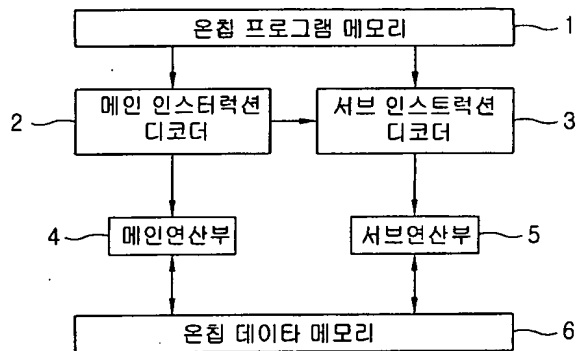 온칩 프로그램 메모리
1
메인 인스터럭션
디코더
2
서브 인스트럭션
디코더
3
4
메인연산부
서브연산부
5
온칩 데이타 메모리
6